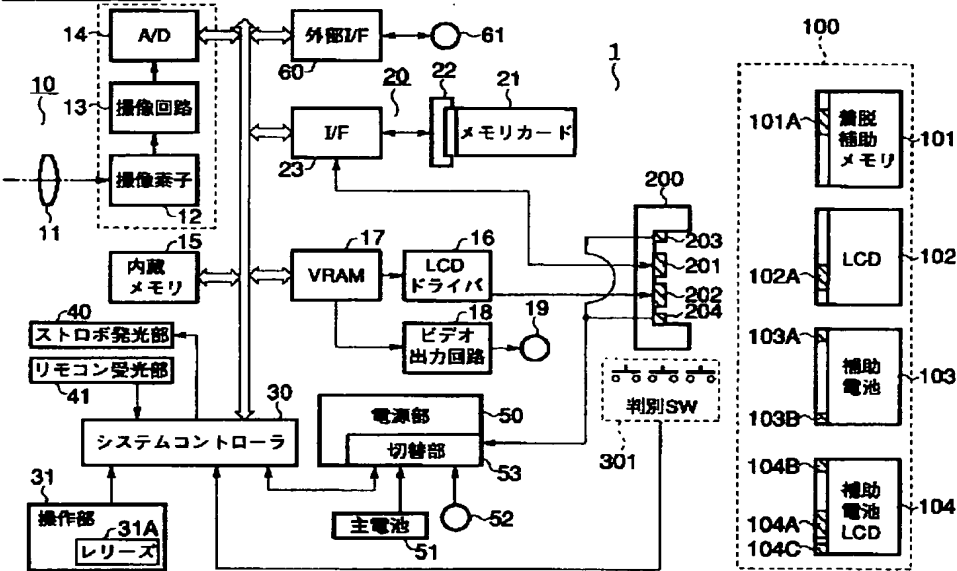 14
A/D
外部I/F
60
61
1
100
10
13
撮像回路
20
22
21
I/F
23
メモリカード
101A
着脱
補助
メモリ
101
11
撮像素子
12
200
203
201
202
204
15
内蔵
メモリ
17
VRAM
16
LCD
ドライバ
102A
LCD
102
18
ビデオ
出力回路
19
40
ストロボ発光部
リモコン受光部
41
103A
補助
電池
103
103B
判別SW
301
30
システムコントローラ
電源部
50
切替部
53
104B
補助
電池
LCD
104
104A
104C
31
操作部
31A
レリーズ
主電池
51
52